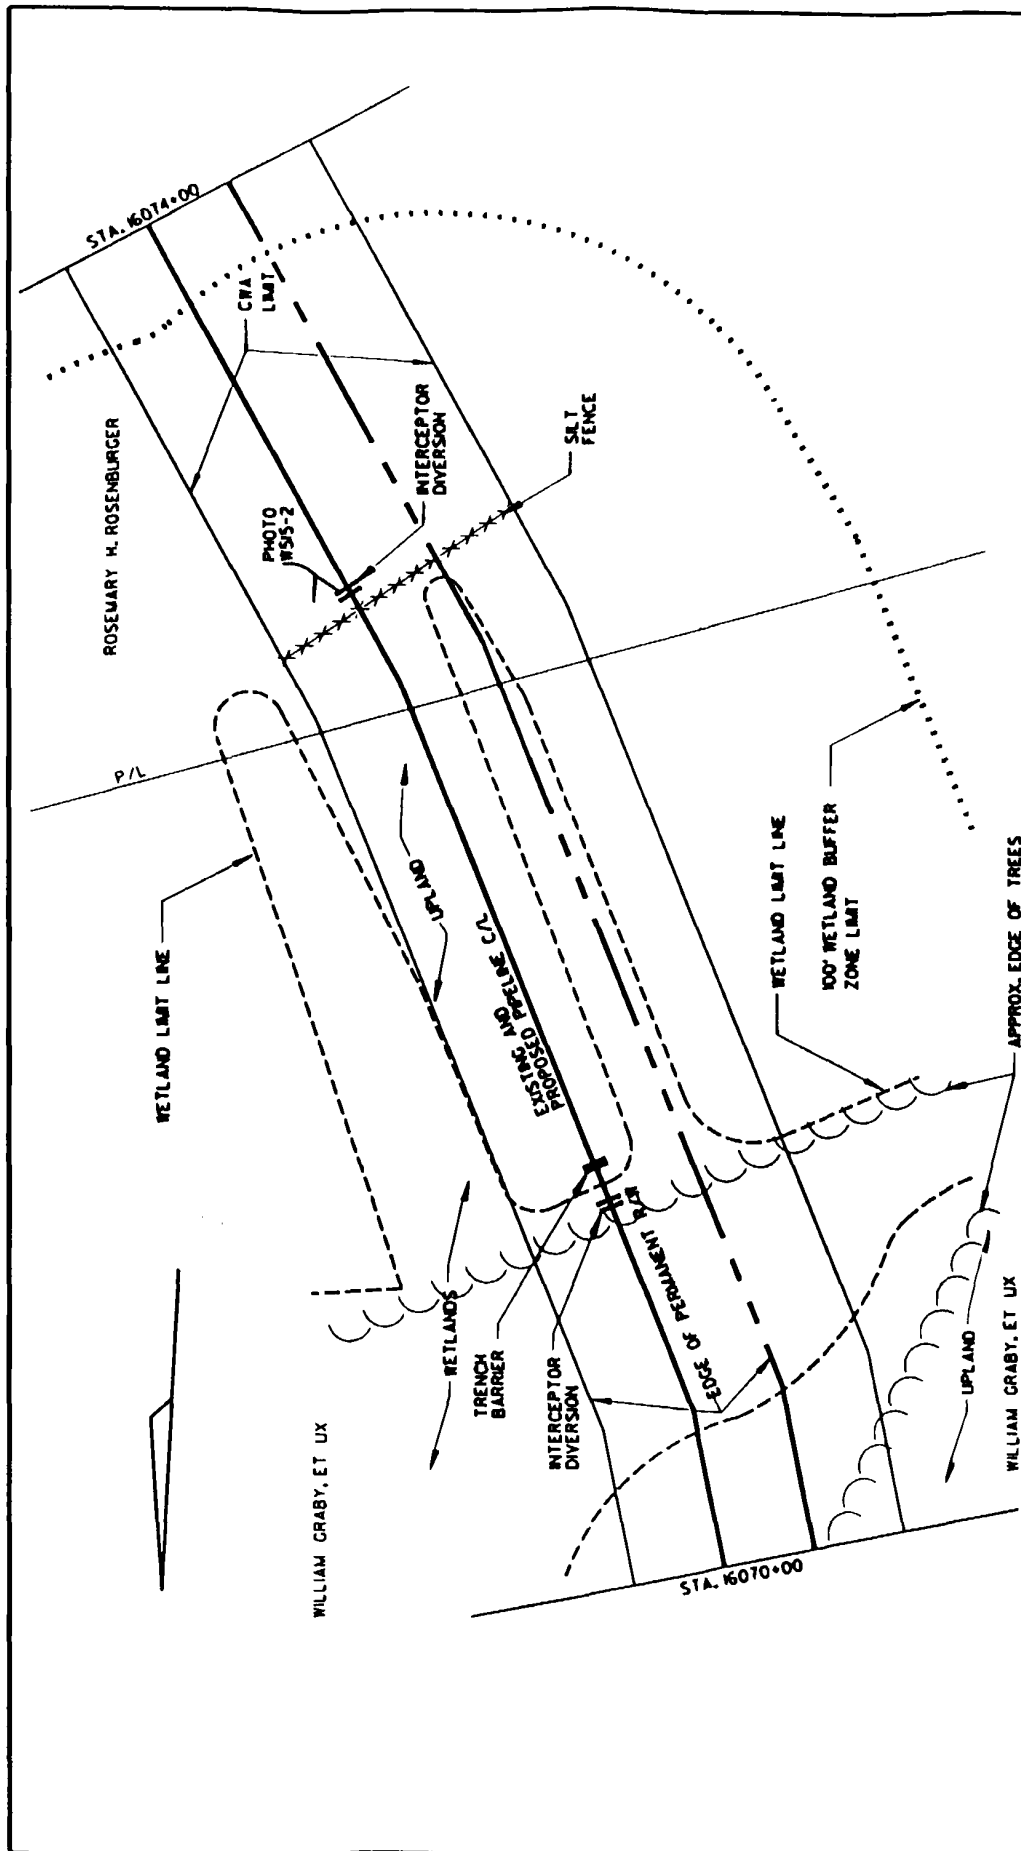 STA. 16074+00
CWA
LIMIT
ROSEMARY H. ROSENBURGER
PHOTO
W515-2
INTERCEPTOR
DIVERSION
SILT
FENCE
P/L
WETLAND LIMIT LINE
UPLAND
EXISTING AND
PROPOSED PIPELINE C/L
WETLAND LIMIT LINE
100' WETLAND BUFFER
ZONE LIMIT
APPROX. EDGE OF TREES
WETLANDS
TRENCH
BARRIER
INTERCEPTOR
DIVERSION
EDGE OF PERMANENT R/W
WILLIAM GRABY, ET UX
UPLAND
WILLIAM GRABY, ET UX
STA. 16070+00